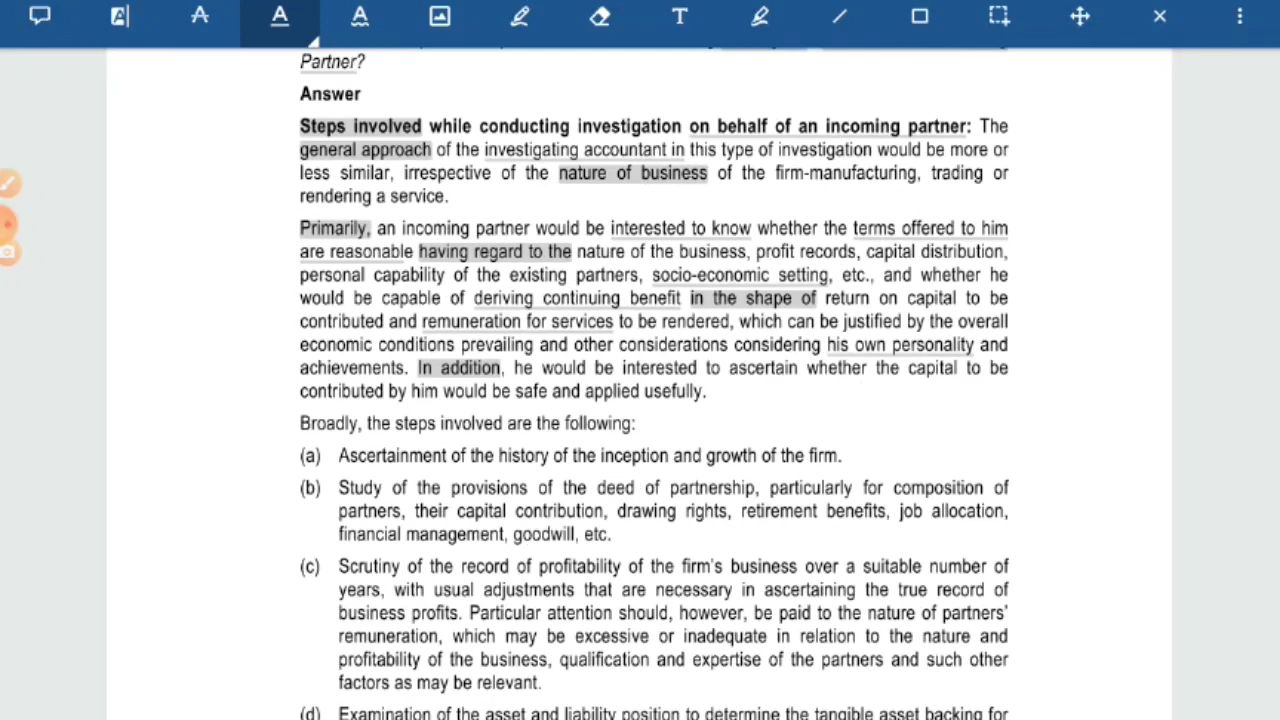 Partner?
Answer
Steps involved while conducting investigation on behalf of an incoming partner: The
general approach of the investigating accountant in this type of investigation would be more or
less similar, irrespective of the nature of business of the firm-manufacturing, trading or
rendering a service.
Primarily, an incoming partner would be interested to know whether the terms offered to him
are reasonable having regard to the nature of the business, profit records, capital distribution,
personal capability of the existing partners, socio-economic setting, etc., and whether he
would be capable of deriving continuing benefit in the shape of return on capital to be
contributed and remuneration for services to be rendered, which can be justified by the overall
economic conditions prevailing and other considerations considering his own personality and
achievements. In addition, he would be interested to ascertain whether the capital to be
contributed by him would be safe and applied usefully.
Broadly, the steps involved are the following:
(a) Ascertainment of the history of the inception and growth of the firm.
(b) Study of the provisions of the deed of partnership, particularly for composition of
partners, their capital contribution, drawing rights, retirement benefits, job allocation,
financial management, goodwill, etc.
(c) Scrutiny of the record of profitability of the firm's business over a suitable number of
years, with usual adjustments that are necessary in ascertaining the true record of
business profits. Particular attention should, however, be paid to the nature of partners'
remuneration, which may be excessive or inadequate in relation to the nature and
profitability of the business, qualification and expertise of the partners and such other
factors as may be relevant.
(d) Examination of the asset and liability position to determine the tangible asset backing for